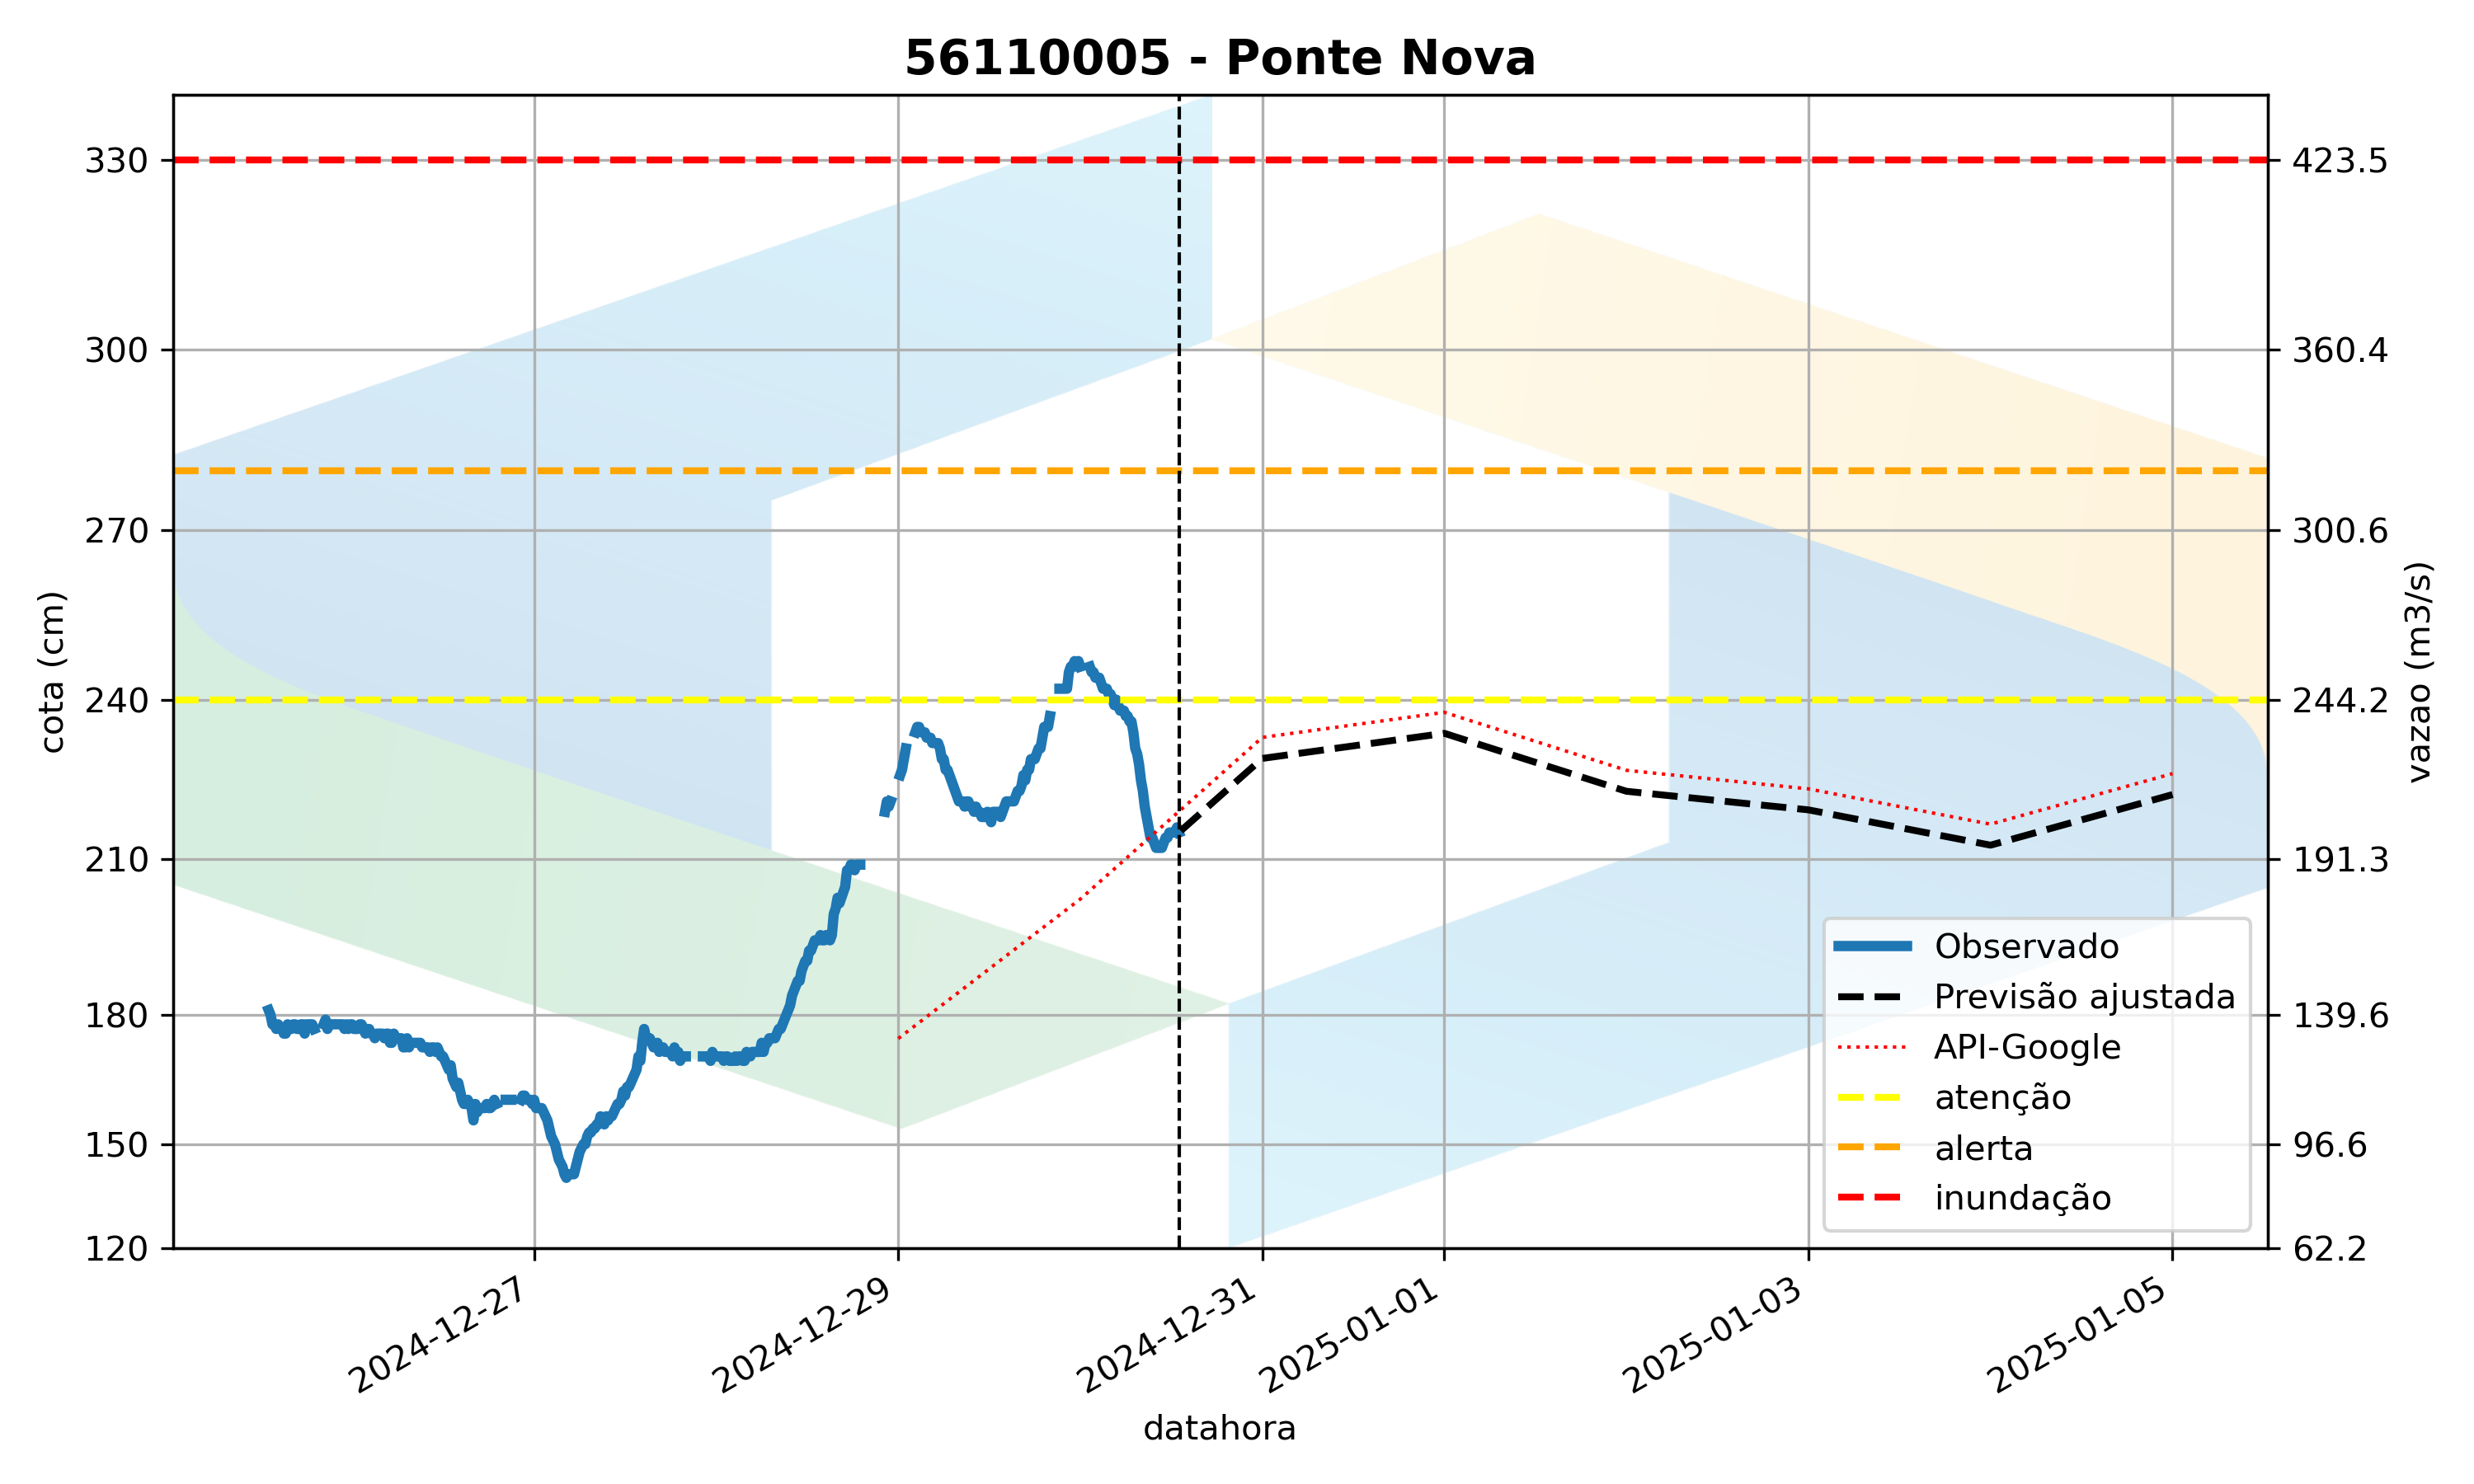 56110005 - Ponte Nova
cota (cm)
330
300
270
240
210
180
150
120
423.5
360.4
300.6
244.2
191.3
139.6
96.6
62.2
vazao (m3/s)
Observado
Previsão ajustada
API-Google
atenção
alerta
inundação
2024-12-27
2024-12-29
2024-12-31
2025-01-01
2025-01-03
2025-01-05
datahora